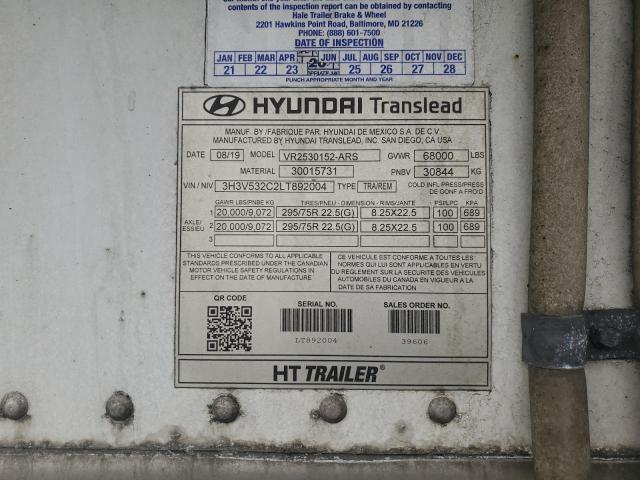 contents of the inspection report can be obtained by contacting
Hale Trailer Brake & Wheel
2201 Hawkins Point Road, Baltimore, MD 21226
PHONE: (888) 601-7500
DATE OF INSPECTION
JAN FEB MAR APR JUN JUL AUG SEP OCT NOV DEC
21 22 23 25 26 27 28
PUNCH APPROPRIATE MONTH AND YEAR
HYUNDAI Translead
MANUF. BY /FABRIQUE PAR: HYUNDAI DE MEXICO S.A. DE C.V.
MANUFACTURED BY HYUNDAI TRANSLEAD, INC. SAN DIEGO, CA USA
DATE 08/19 MODEL VR2530152-ARS GVWR 68000 LBS
MATERIAL 30015731 PNBV 30844 KG
VIN / NIV 3H3V532C2LT892004 TYPE TRA/REM COLD INFL PRESS/PRESS
DE GONF A FROID
GAWR LBS/PNBE KG TIRES/PNEU - DIMENSION - RIMS/JANTE PSI/LPC KPA
1 20,000/9,072 295/75R 22.5(G) 8.25X22.5 100 689
AXLE/ESSIEU 2 20,000/9,072 295/75R 22.5(G) 8.25X22.5 100 689
3
THIS VEHICLE CONFORMS TO ALL APPLICABLE
STANDARDS PRESCRIBED UNDER THE CANADIAN
MOTOR VEHICLE SAFETY REGULATIONS IN
EFFECT ON THE DATE OF MANUFACTURE
CE VEHICULE EST CONFORME A TOUTES LES
NORMES QUI LUI SONT APPLICABLES EN VERTU DU
REGLEMENT SUR LA SECURITE DES VEHICULES
AUTOMOBILES DU CANADA EN VIGUEUR A LA
DATE DE SA FABRICATION
QR CODE SERIAL NO. SALES ORDER NO.
LT892004 39606
HT TRAILER®